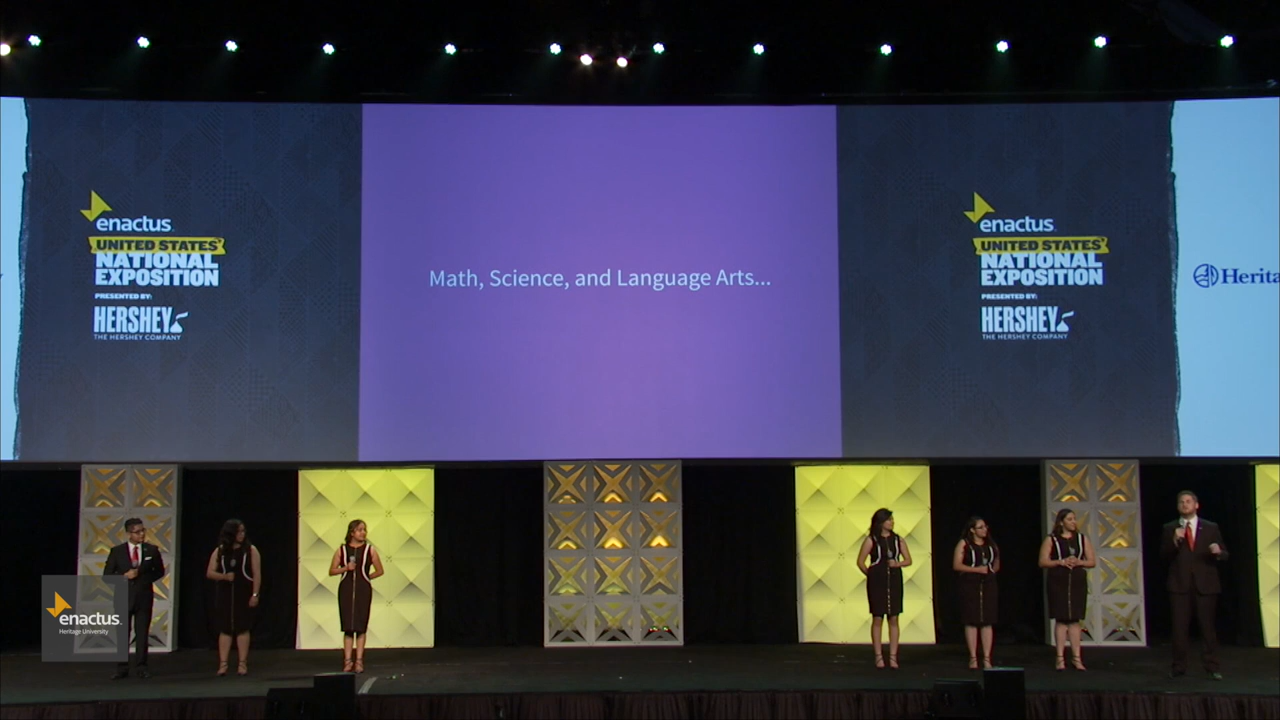 enactus
UNITED STATES'
NATIONAL
EXPOSITION
PRESENTED BY:
HERSHEY
THE HERSHEY COMPANY
Math, Science, and Language Arts...
enactus
UNITED STATES'
NATIONAL
EXPOSITION
PRESENTED BY:
HERSHEY
THE HERSHEY COMPANY
Herita
enactus
Heritage University